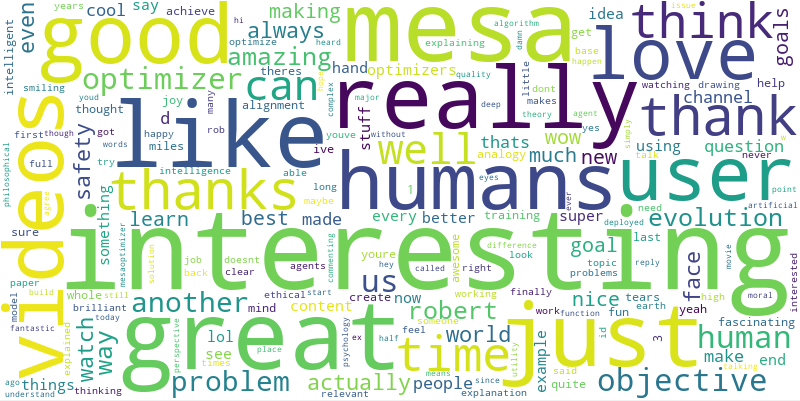 years cool say achieve hi
intelligent even good always making
mesa
algorithm damn idea
think
issue
goals
optimize heard amazing explaining get base happen
love
smiling optimizer theres hand optimizers quality little dont
can
watching drawing help
youd thought joy many complex major
really
deep makes theory agent channel
first though d alignment stuff without yes simply
thank
videos
safety
like
got happy rob youve
well
wow using question
words miles ive thats analogy much new talk never
philosophical full try intelligence able
humans
user
point
agree thanks long maybe eyes 1 ever need artificial
sure something learn best made every better training super deployed evolution
interesting
mesaoptimizer solution job doesnt commenting youre look awesome difference goal last
paper back clear agents us hey called right topic problems reply movie interested
model build whole still ethical start create now working finally nice tears high moral
another
mind content
face
earth
fantastic brilliant today
great
robert someone work function fun yeah
just
explained watch way lol feel world example id fascinating
perspective place see times psychology half
time
utility said 3 human make end
ago things problem ex actually people since quite objective talking
understand thinking relevant means explanation